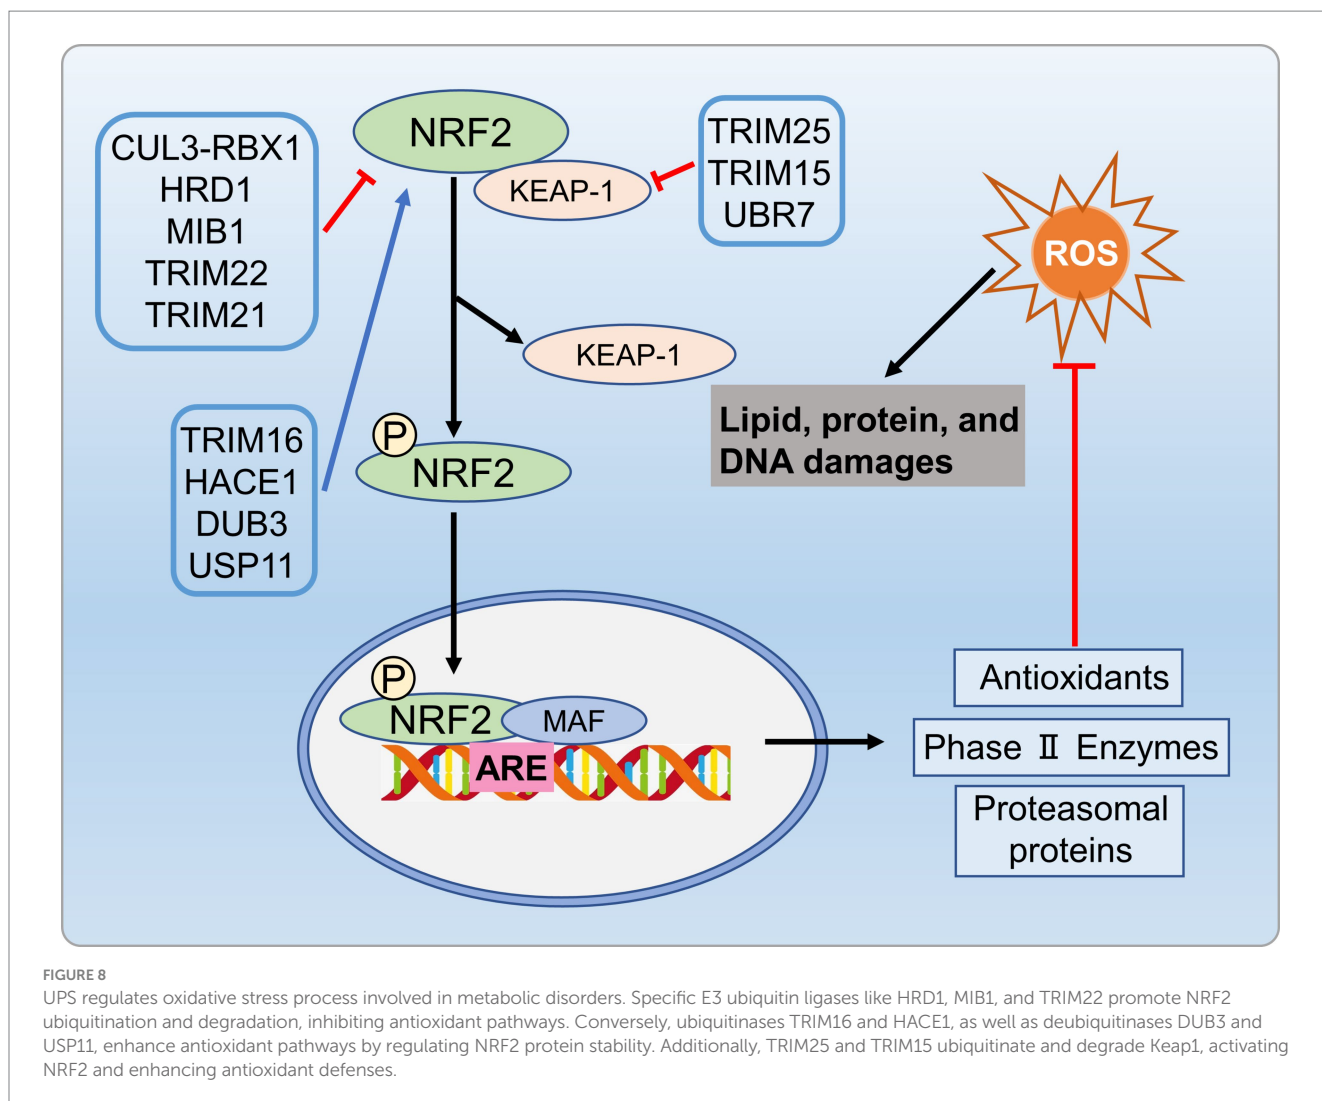 CUL3-RBX1
HRD1
MIB1
TRIM22
TRIM21
NRF2
KEAP-1
TRIM25
TRIM15
UBR7
ROS
KEAP-1
Lipid, protein, and
DNA damages
TRIM16
HACE1
DUB3
USP11
P
NRF2
P
NRF2
MAF
ARE
Antioxidants
Phase Ⅱ Enzymes
Proteasomal
proteins
FIGURE 8
UPS regulates oxidative stress process involved in metabolic disorders. Specific E3 ubiquitin ligases like HRD1, MIB1, and TRIM22 promote NRF2
ubiquitination and degradation, inhibiting antioxidant pathways. Conversely, ubiquitinases TRIM16 and HACE1, as well as deubiquitinases DUB3 and
USP11, enhance antioxidant pathways by regulating NRF2 protein stability. Additionally, TRIM25 and TRIM15 ubiquitinate and degrade Keap1, activating
NRF2 and enhancing antioxidant defenses.